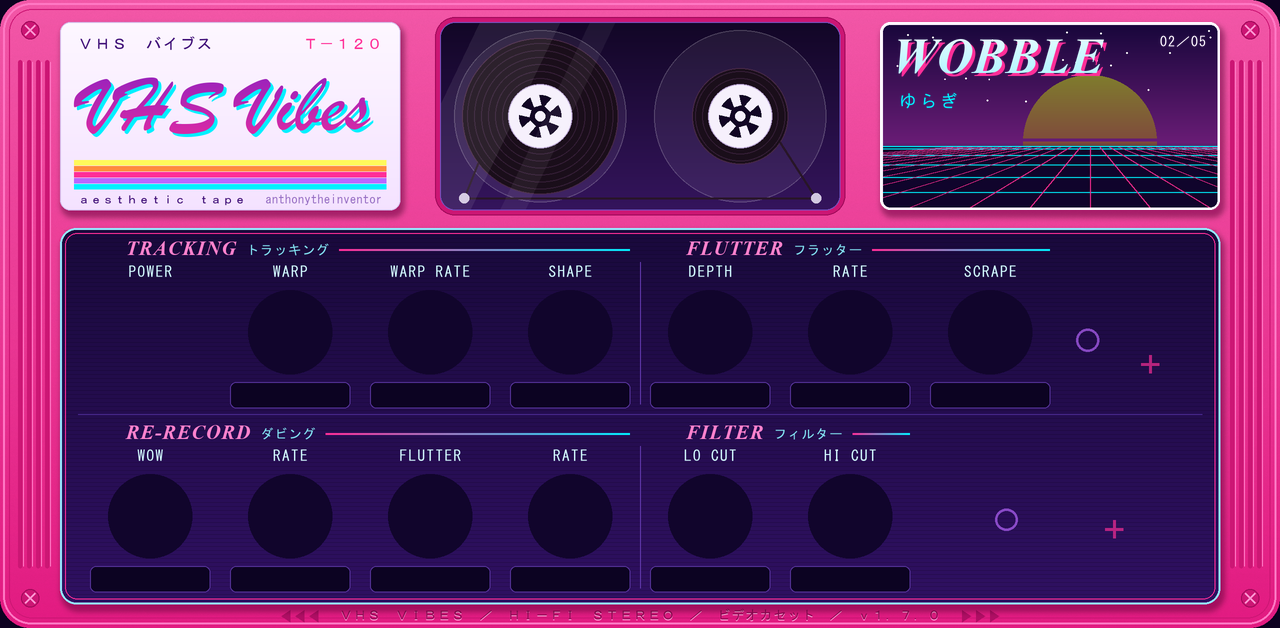 VHS バイブス
T-120
VHS Vibes
aesthetic tape
anthonytheinventor
WOBBLE
02/05
ゆらぎ
TRACKING トラッキング
FLUTTER フラッター
POWER
WARP
WARP RATE
SHAPE
DEPTH
RATE
SCRAPE
RE-RECORD ダビング
FILTER フィルター
WOW
RATE
FLUTTER
RATE
LO CUT
HI CUT
VHS VIBES / HI-FI STEREO / ビデオカセット / v1.7.0